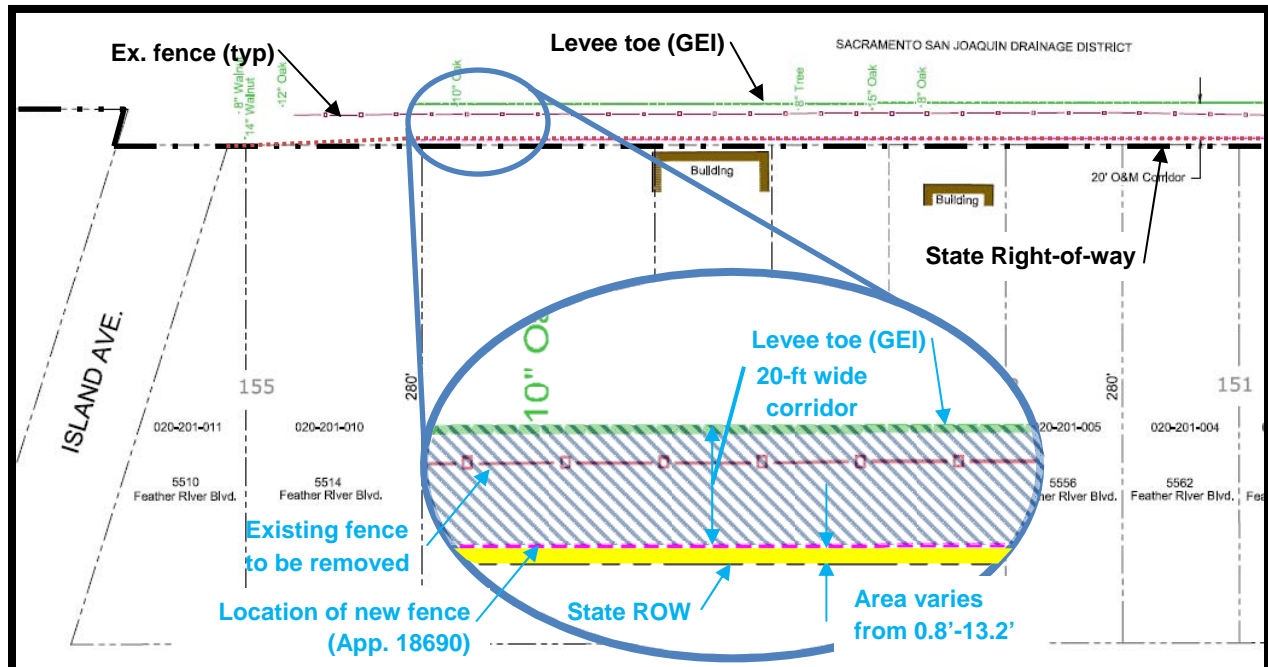 Ex. fence (typ)
Levee toe (GEI)
SACRAMENTO SAN JOAQUIN DRAINAGE DISTRICT
-8" Walnut
14" Walnut
-12" Oak
-10" Oak
-8" Tree
-15" Oak
-8" Oak
Building
Building
20' O&M Corridor
State Right-of-way
ISLAND AVE.
155
280'
10" Oa
Levee toe (GEI)
20-ft wide
corridor
280'
151
020-201-011
020-201-010
020-201-005
020-201-004
5510
Feather River Blvd.
5514
Feather River Blvd.
5556
Feather River Blvd.
5562
Feather River Blvd.
Fea
Existing fence
to be removed
Location of new fence
(App. 18690)
State ROW
Area varies
from 0.8'-13.2'